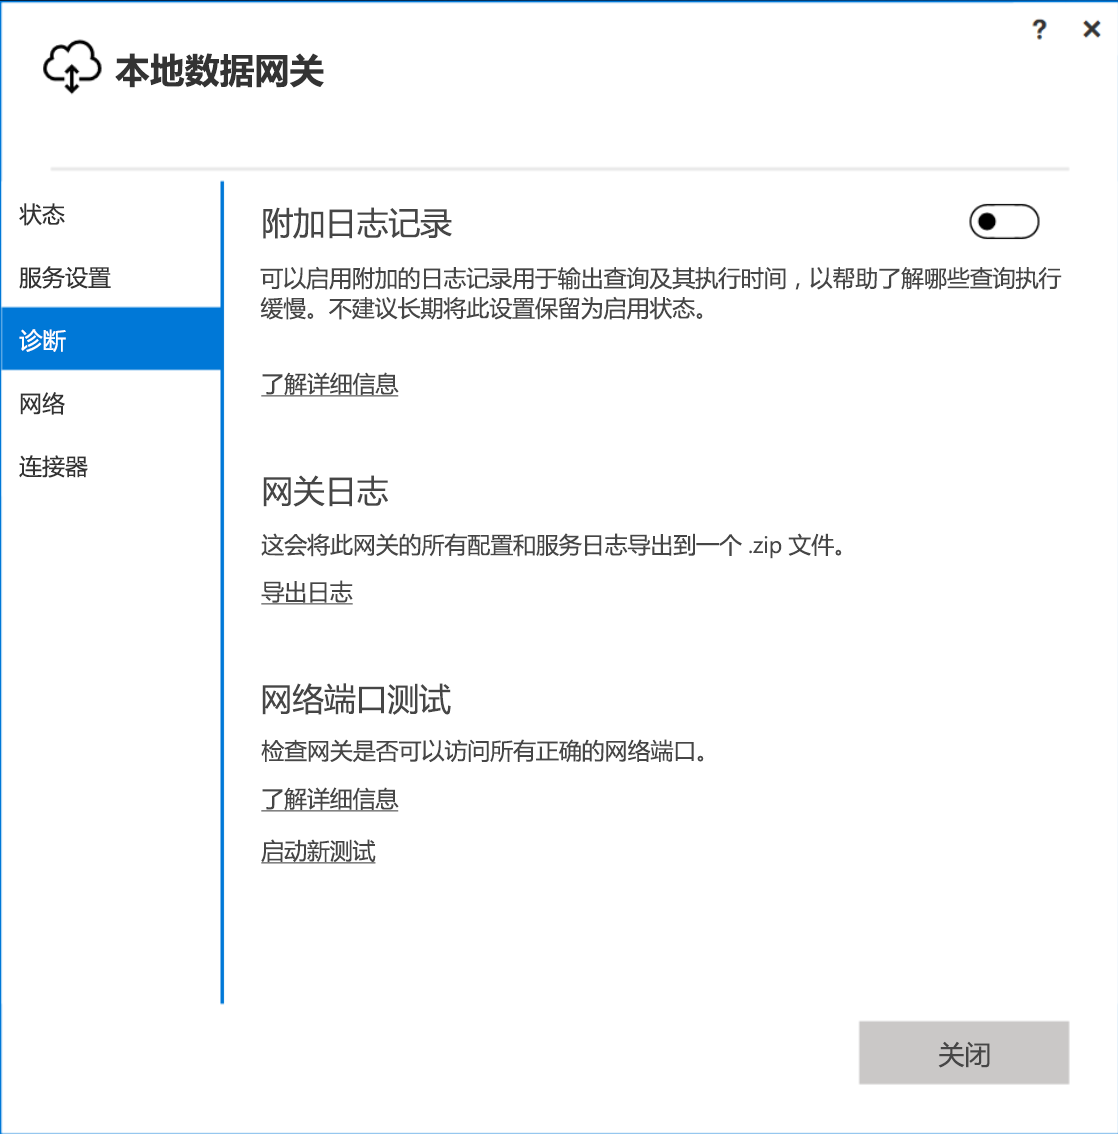 ? ×
本地数据网关
状态
服务设置
诊断
网络
连接器
附加日志记录
可以启用附加的日志记录用于输出查询及其执行时间，以帮助了解哪些查询执行
缓慢。不建议长期将此设置保留为启用状态。
了解详细信息
网关日志
这会将此网关的所有配置和服务日志导出到一个 .zip 文件。
导出日志
网络端口测试
检查网关是否可以访问所有正确的网络端口。
了解详细信息
启动新测试
关闭